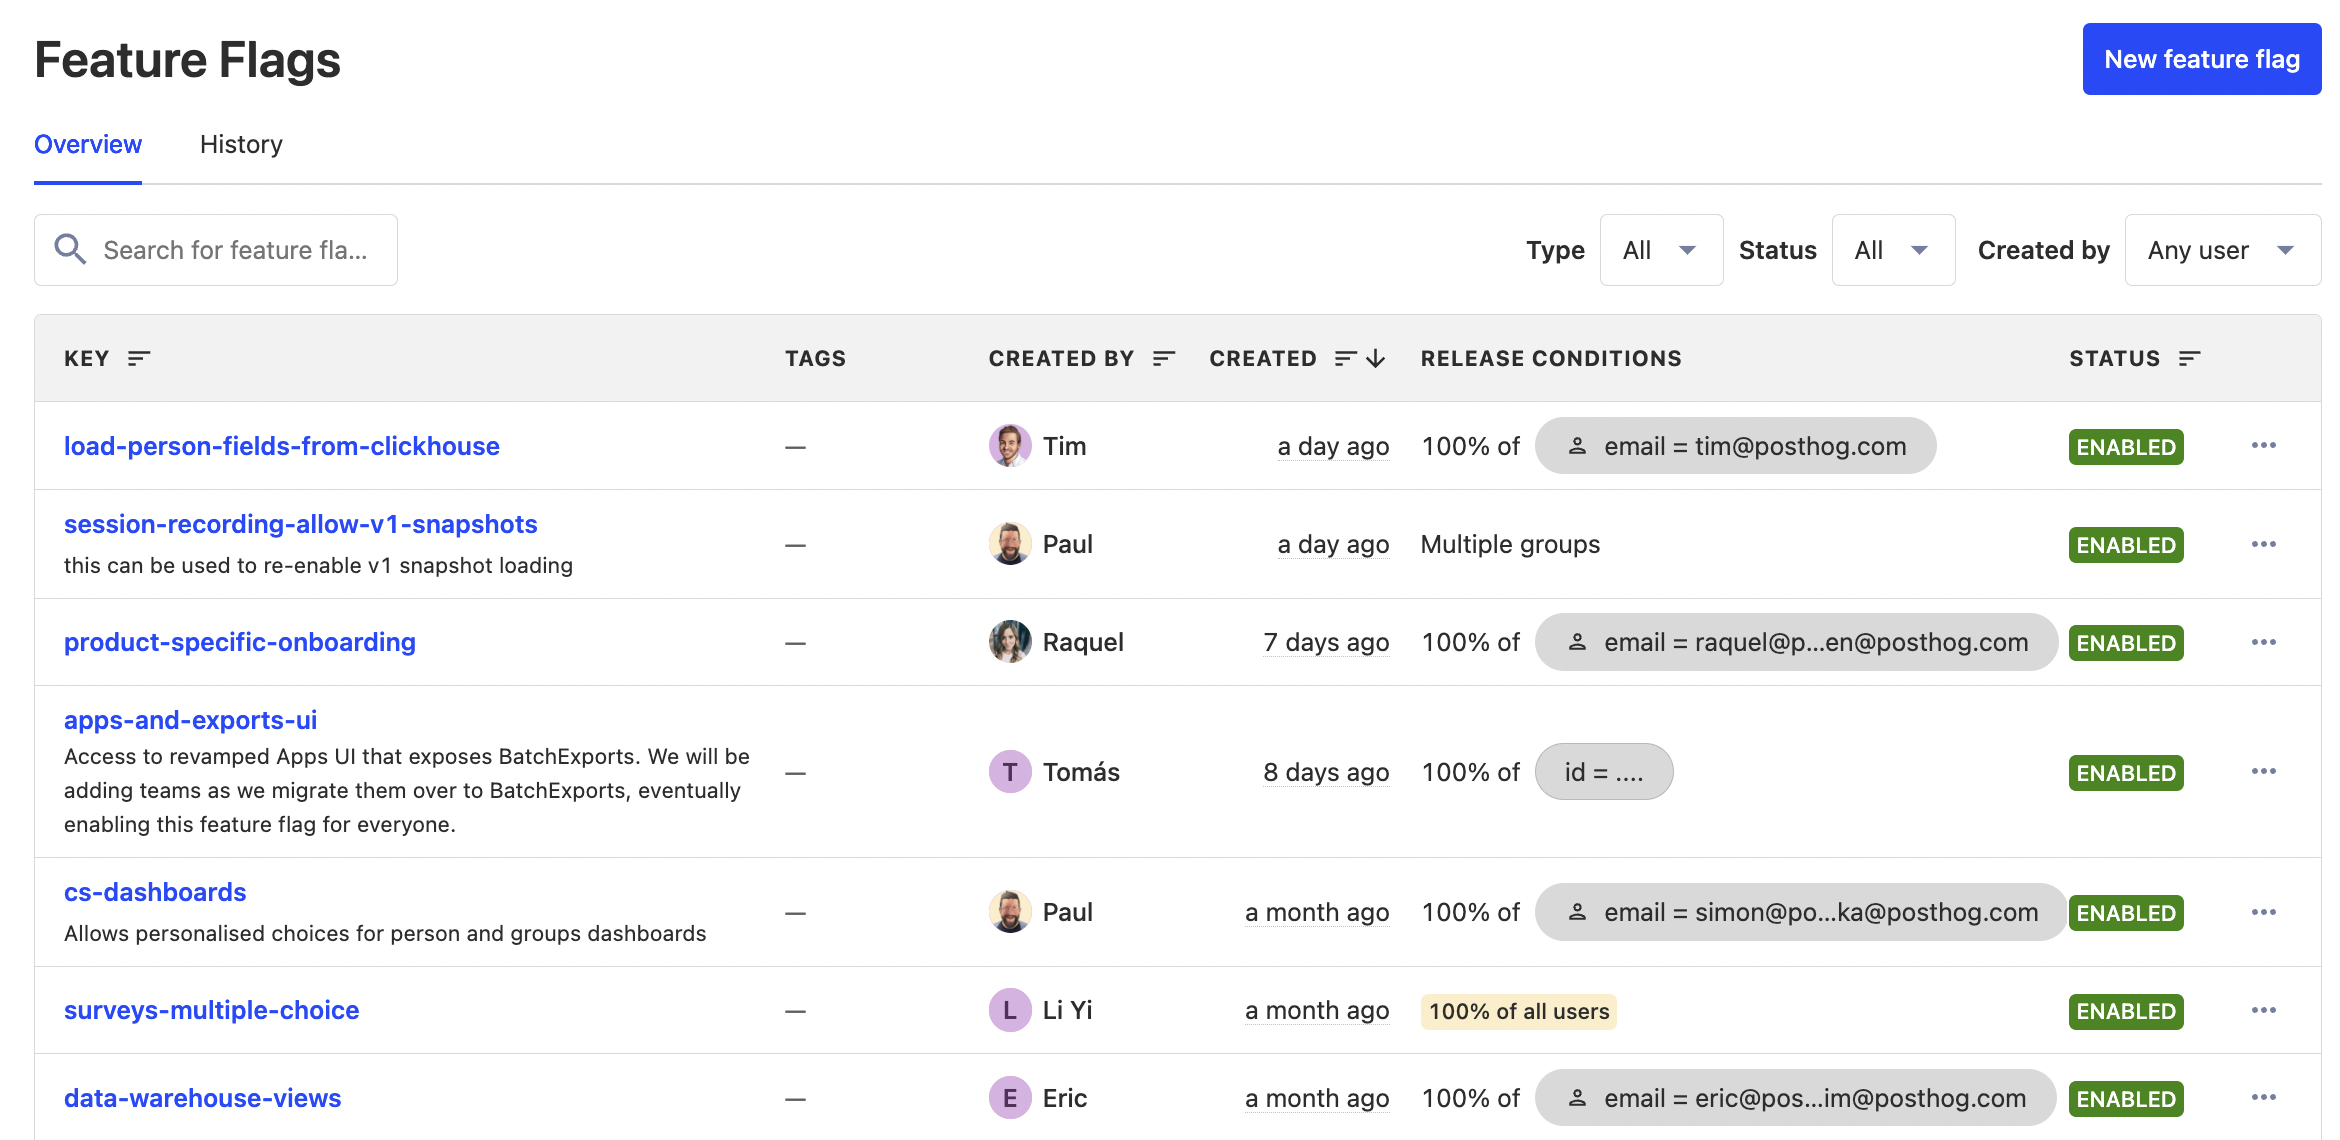 Feature Flags
New feature flag
Overview History
Search for feature fla...
Type All Status All Created by Any user
KEY TAGS CREATED BY CREATED RELEASE CONDITIONS STATUS
load-person-fields-from-clickhouse — Tim a day ago 100% of email = tim@posthog.com ENABLED
session-recording-allow-v1-snapshots
this can be used to re-enable v1 snapshot loading
— Paul a day ago Multiple groups ENABLED
product-specific-onboarding — Raquel 7 days ago 100% of email = raquel@p...en@posthog.com ENABLED
apps-and-exports-ui
Access to revamped Apps UI that exposes BatchExports. We will be
adding teams as we migrate them over to BatchExports, eventually
enabling this feature flag for everyone.
— T Tomás 8 days ago 100% of id = .... ENABLED
cs-dashboards
Allows personalised choices for person and groups dashboards
— Paul a month ago 100% of email = simon@po...ka@posthog.com ENABLED
surveys-multiple-choice — L Li Yi a month ago 100% of all users ENABLED
data-warehouse-views — E Eric a month ago 100% of email = eric@pos...im@posthog.com ENABLED